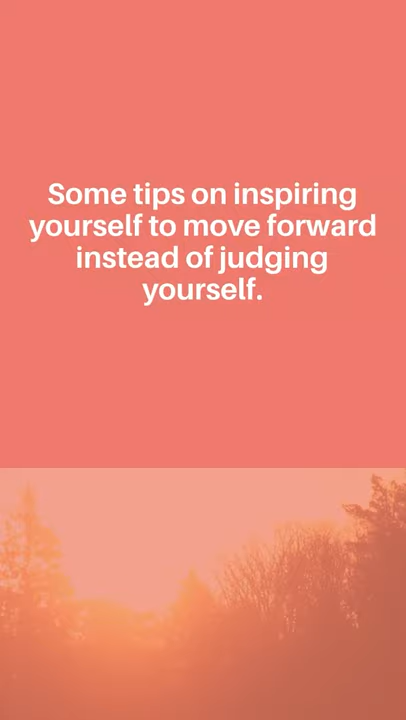 Some tips on inspiring
yourself to move forward
instead of judging
yourself.